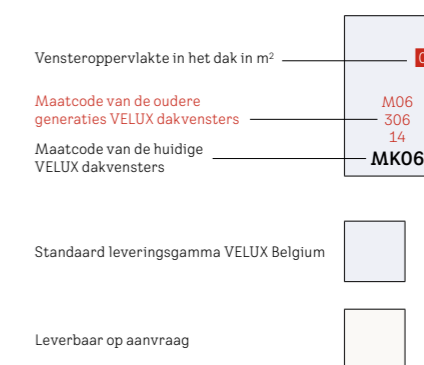 Vensteroppervlakte in het dak in m²
Maatcode van de oudere
generaties VELUX dakvensters
M06
306
14
Maatcode van de huidige
VELUX dakvensters
MK06
Standaard leveringsgamma VELUX Belgium
Leverbaar op aanvraag